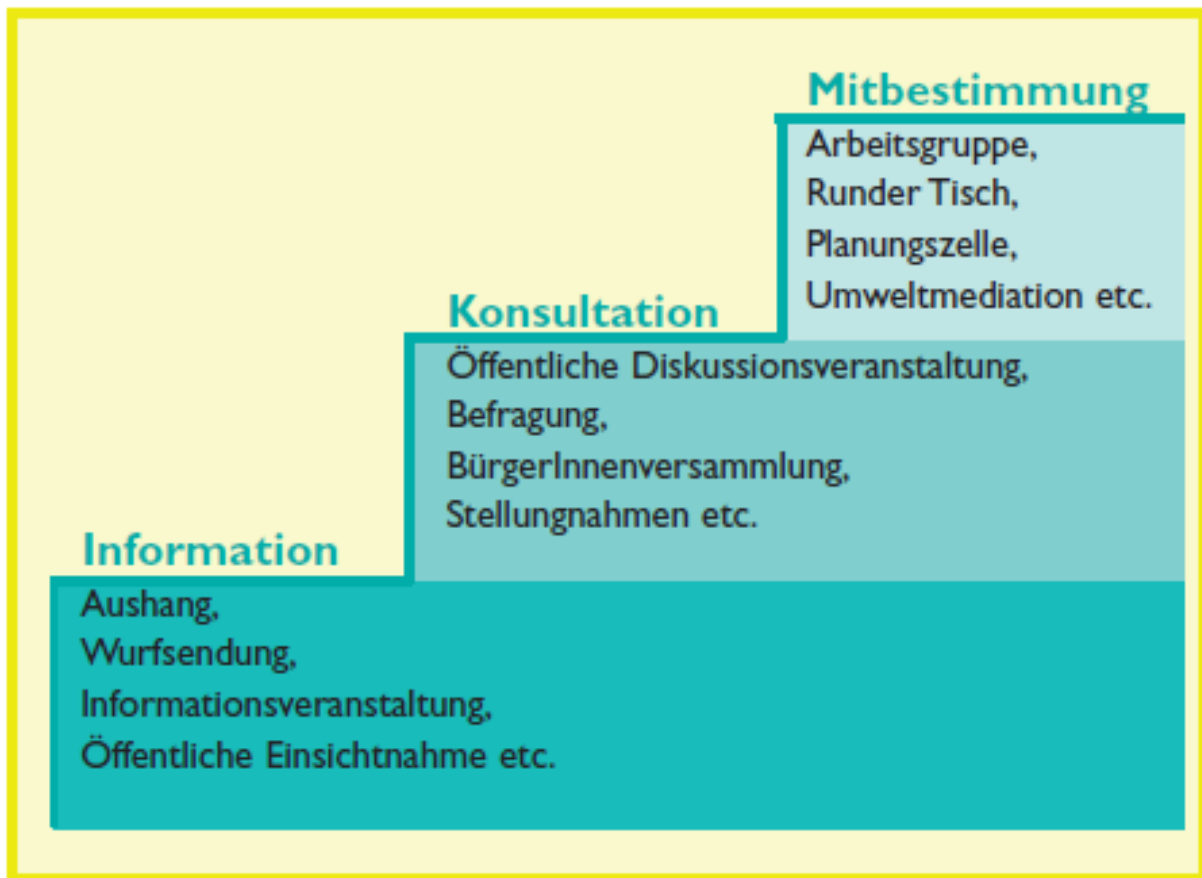 Mitbestimmung
Arbeitsgruppe,
Runder Tisch,
Planungszelle,
Umweltmediation etc.
Konsultation
Öffentliche Diskussionsveranstaltung,
Befragung,
BürgerInnenversammlung,
Stellungnahmen etc.
Information
Aushang,
Wurfsendung,
Informationsveranstaltung,
Öffentliche Einsichtnahme etc.